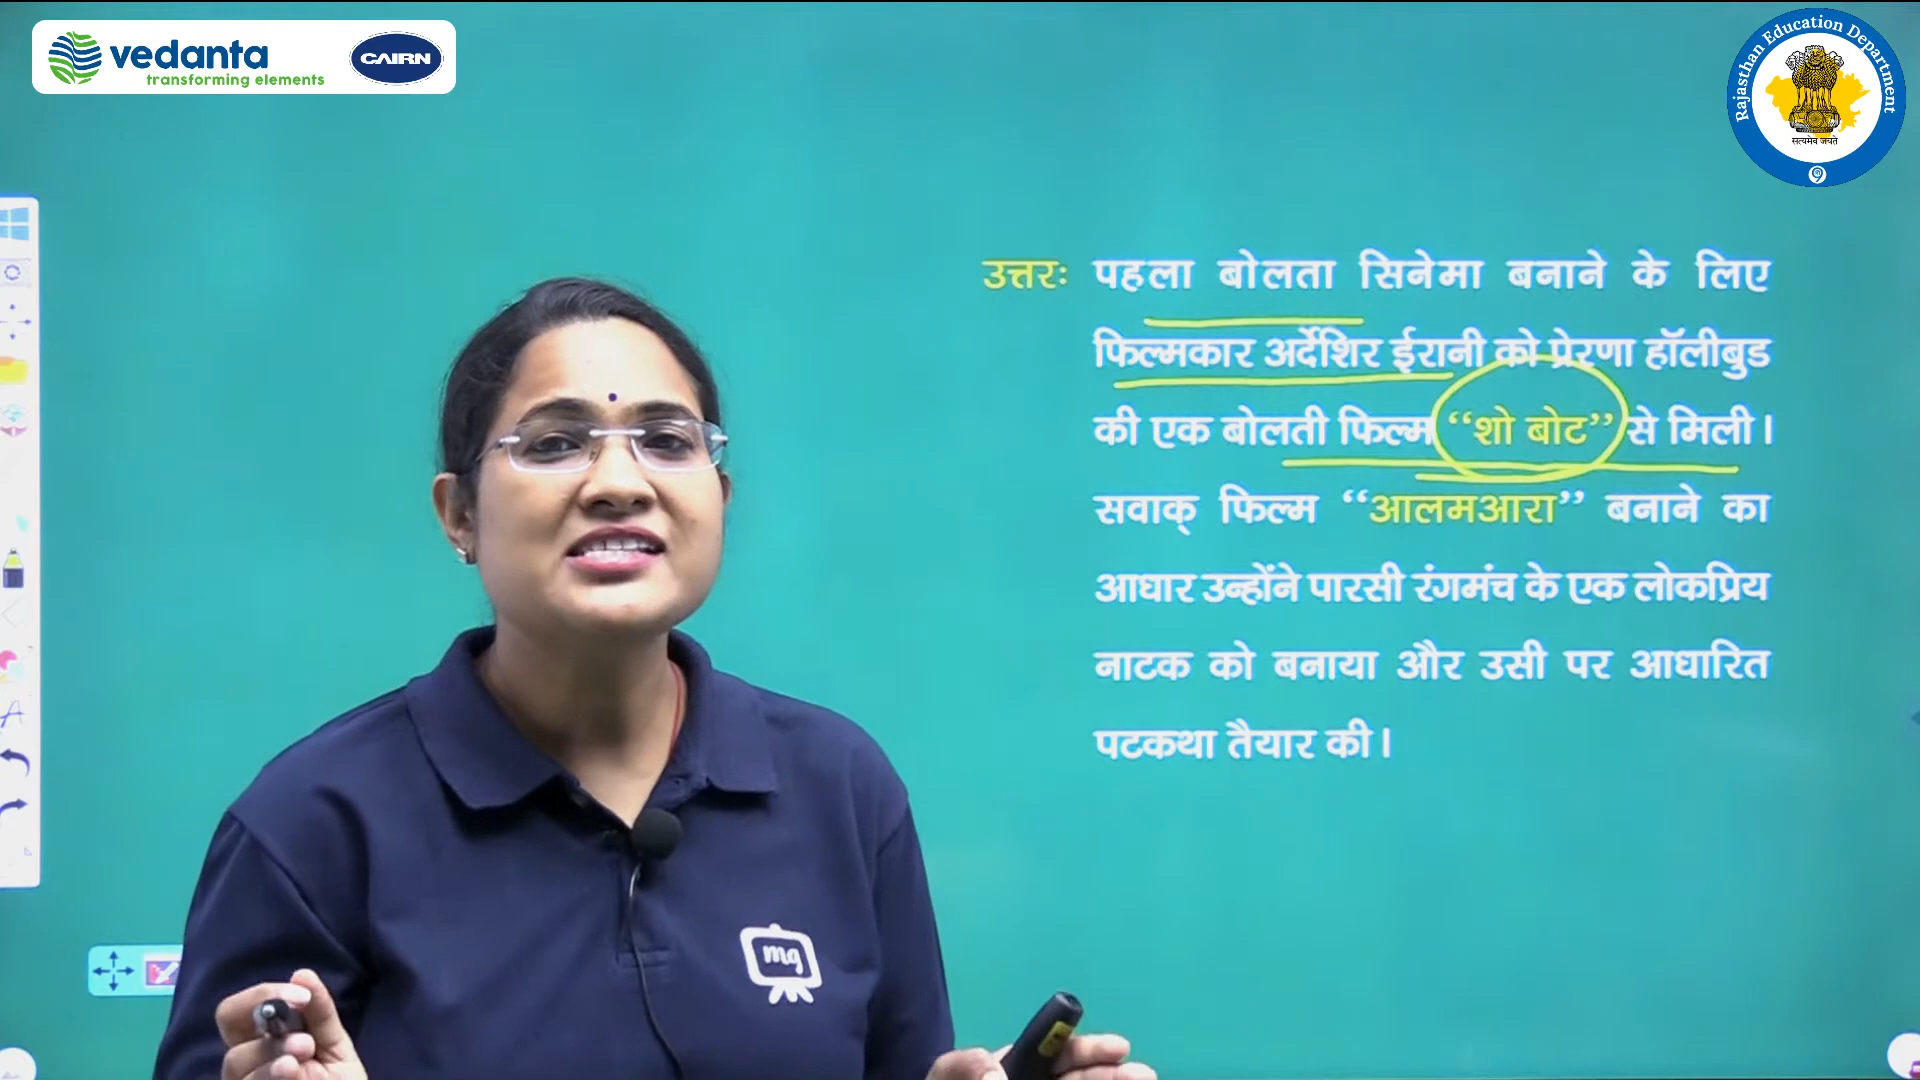 vedanta
transforming elements
CAIRN
Rajasthan Education Department
सत्यमेव जयते
उत्तरः पहला बोलता सिनेमा बनाने के लिए
फिल्मकार अर्देशिर ईरानी को प्रेरणा हॉलीबुड
की एक बोलती फिल्म “शो बोट” से मिली।
सवाक् फिल्म “आलमआरा” बनाने का
आधार उन्होंने पारसी रंगमंच के एक लोकप्रिय
नाटक को बनाया और उसी पर आधारित
पटकथा तैयार की।
mg